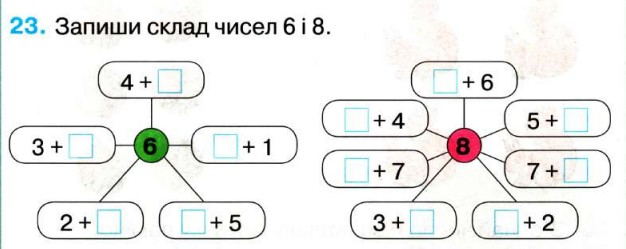 23. Запиши склад чисел 6 і 8.
4 + □
3 + □
6
□ + 1
2 + □
□ + 5
□ + 6
□ + 4
5 + □
8
□ + 7
7 + □
3 + □
□ + 2